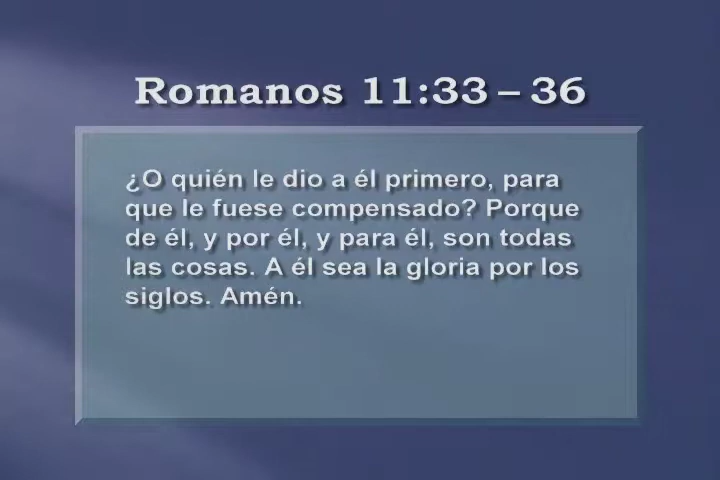 Romanos 11:33 – 36
¿O quién le dio a él primero, para
que le fuese compensado? Porque
de él, y por él, y para él, son todas
las cosas. A él sea la gloria por los
siglos. Amén.